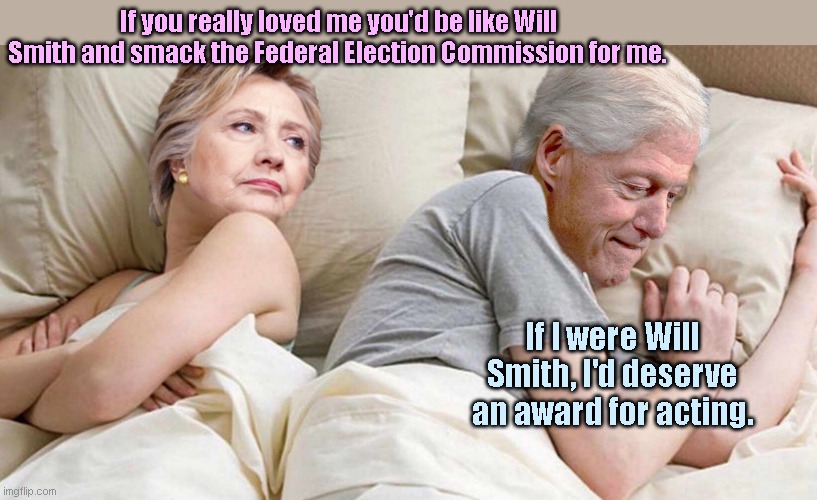 If you really loved me you'd be like Will
Smith and smack the Federal Election Commission for me.
If I were Will
Smith, I'd deserve
an award for acting.
imgflip.com